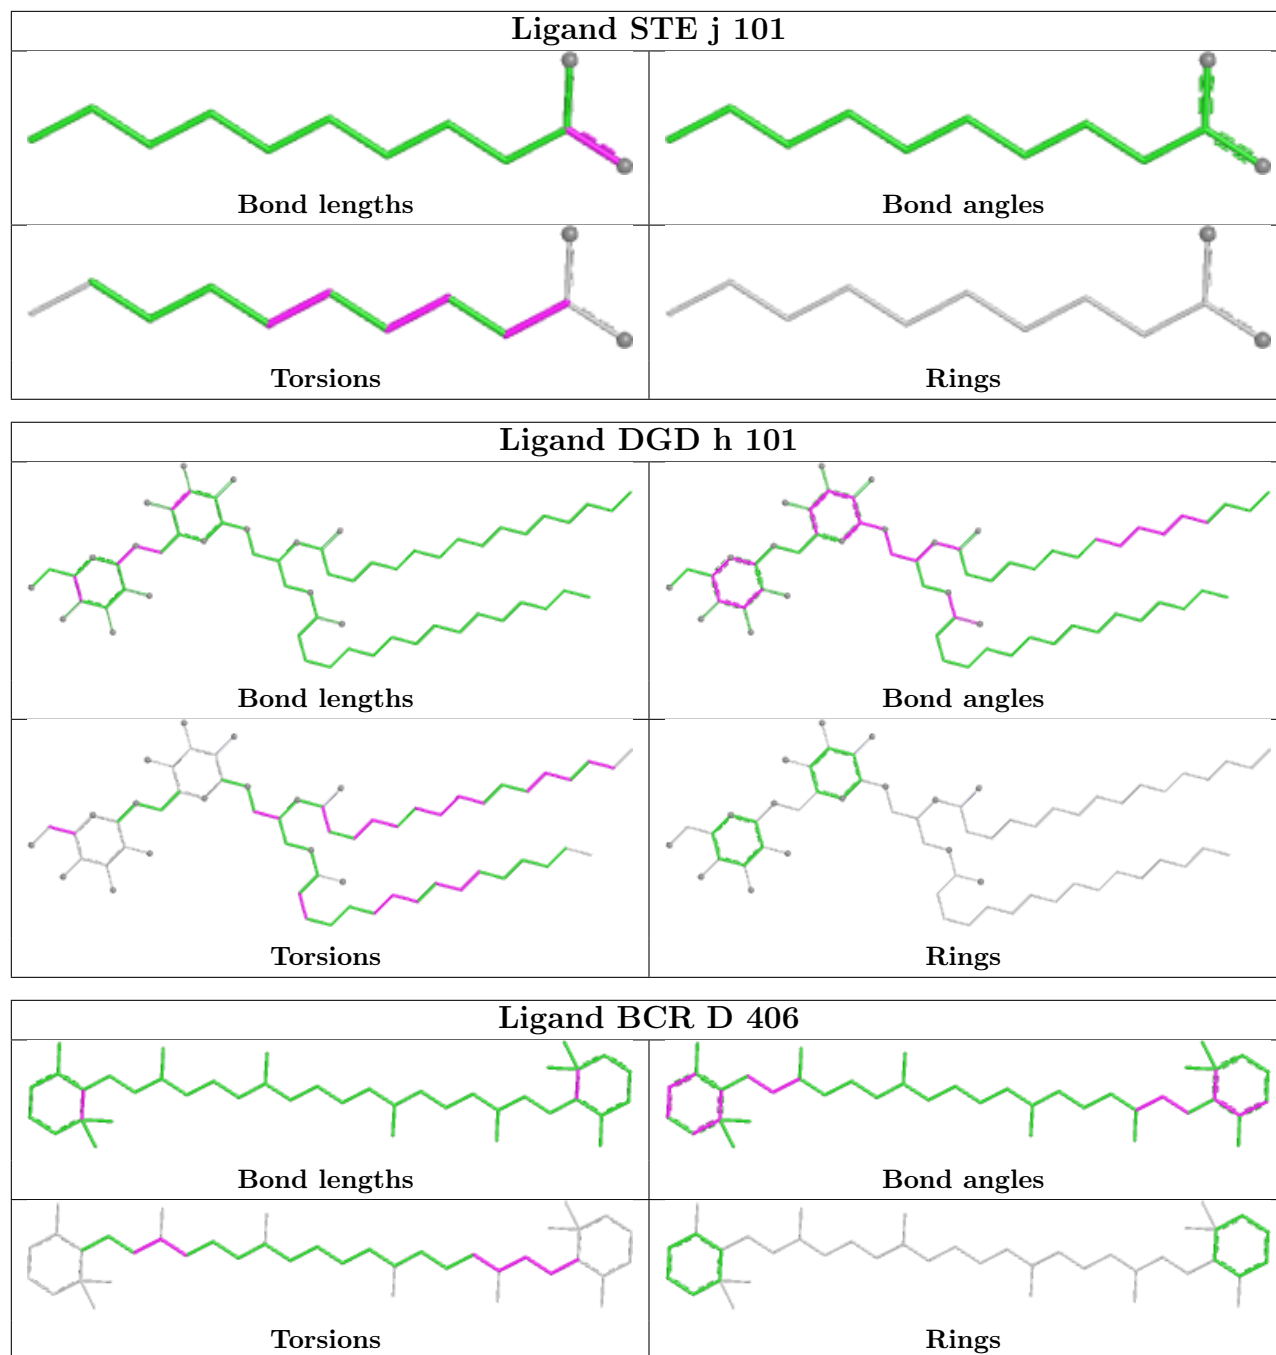 Ligand STE j 101
Bond lengths
Bond angles
Torsions
Rings
Ligand DGD h 101
Bond lengths
Bond angles
Torsions
Rings
Ligand BCR D 406
Bond lengths
Bond angles
Torsions
Rings